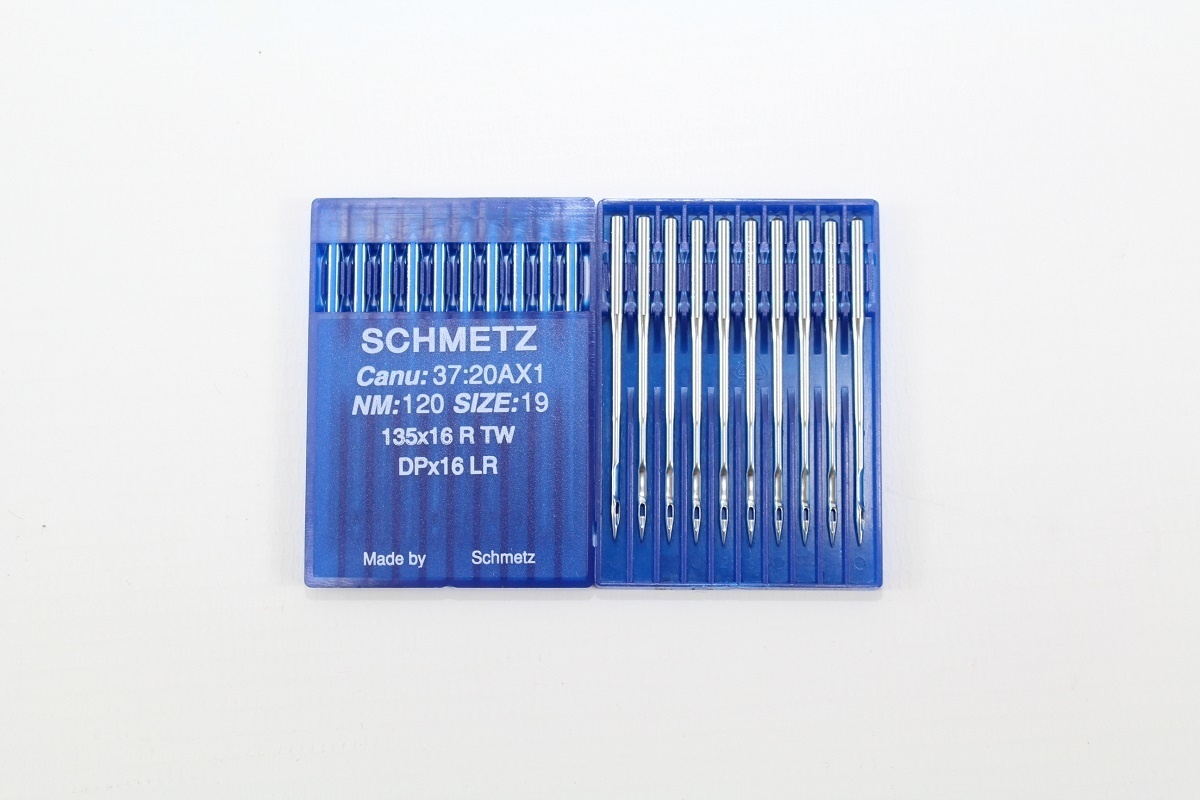 SCHMETZ
Canu: 37:20AX1
NM:120 SIZE:19
135x16 R TW
DPx16 LR
Made by Schmetz